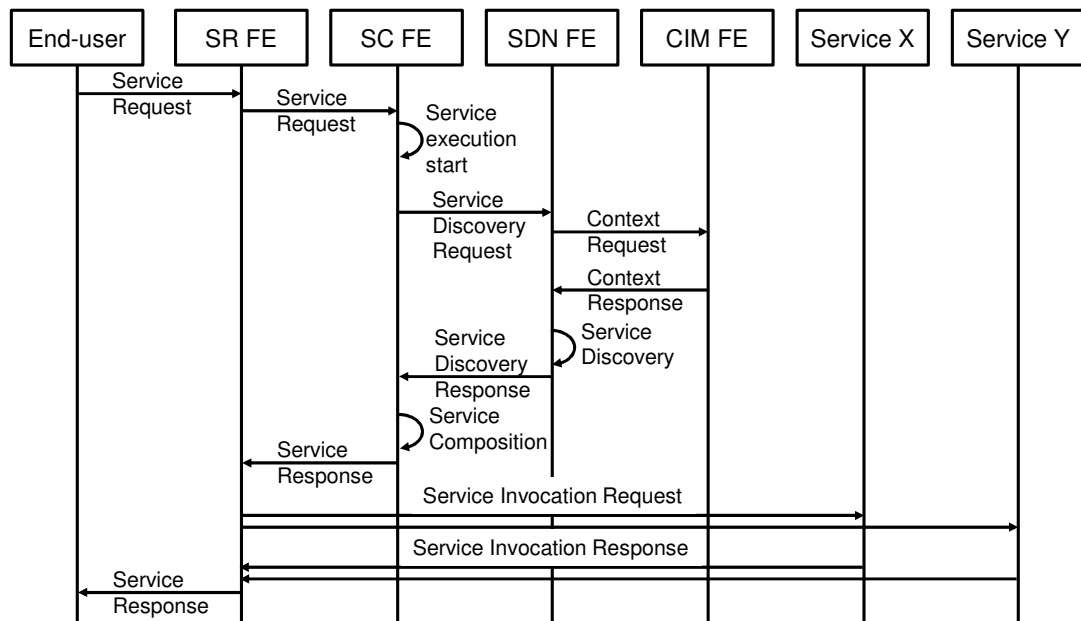 End-user
SR FE
SC FE
SDN FE
CIM FE
Service X
Service Y
Service
Request
Service
Request
Service
execution
start
Service
Discovery
Request
Context
Request
Context
Response
Service
Discovery
Service
Discovery
Response
Service
Composition
Service
Response
Service Invocation Request
Service Invocation Response
Service
Response